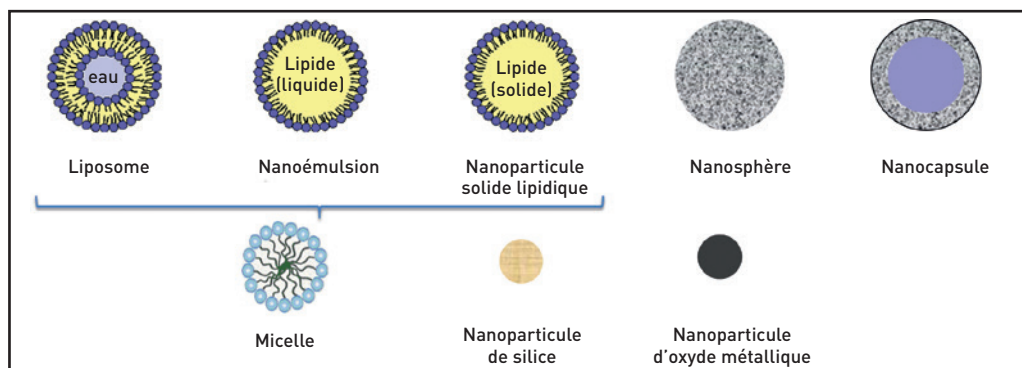 eau
Lipide
(liquide)
Lipide
(solide)
Liposome
Nanoémulsion
Nanoparticule
solide lipidique
Nanosphère
Nanocapsule
Micelle
Nanoparticule
de silice
Nanoparticule
d'oxyde métallique